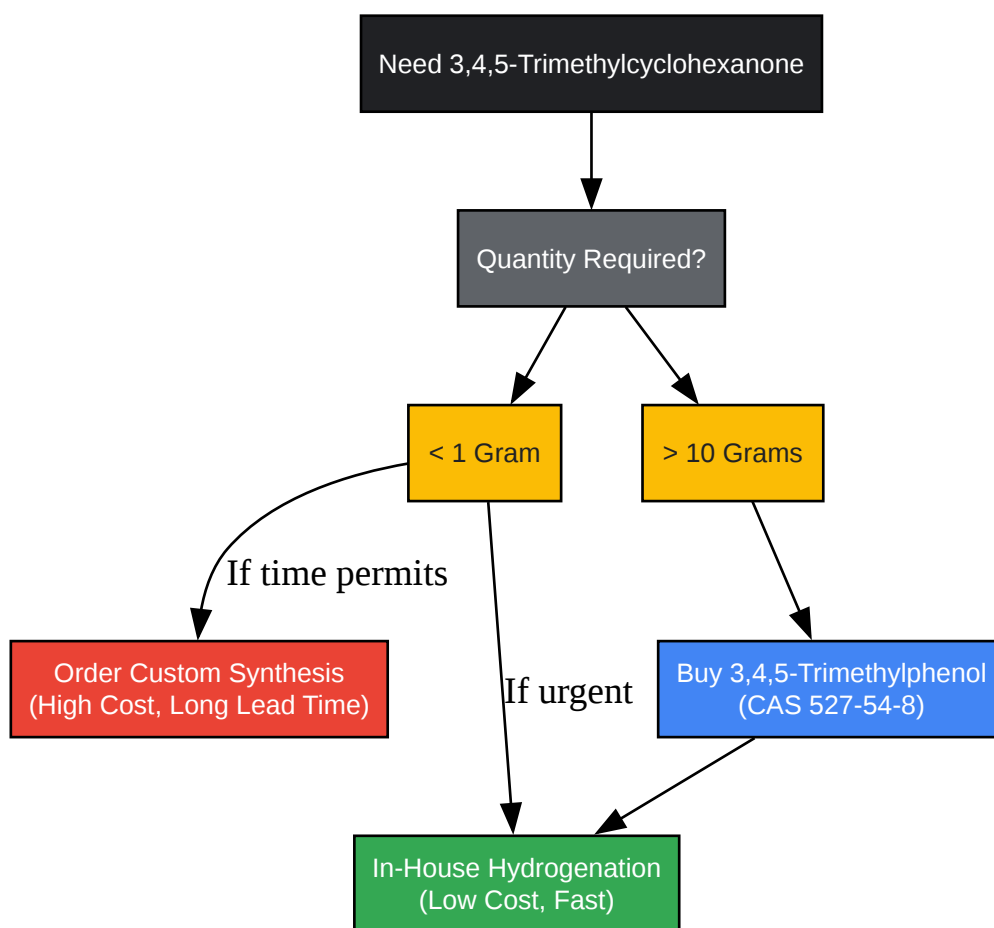 Need 3,4,5-Trimethylcyclohexanone
Quantity Required?
< 1 Gram
> 10 Grams
If time permits
Order Custom Synthesis
(High Cost, Long Lead Time)
If urgent
Buy 3,4,5-Trimethylphenol
(CAS 527-54-8)
In-House Hydrogenation
(Low Cost, Fast)